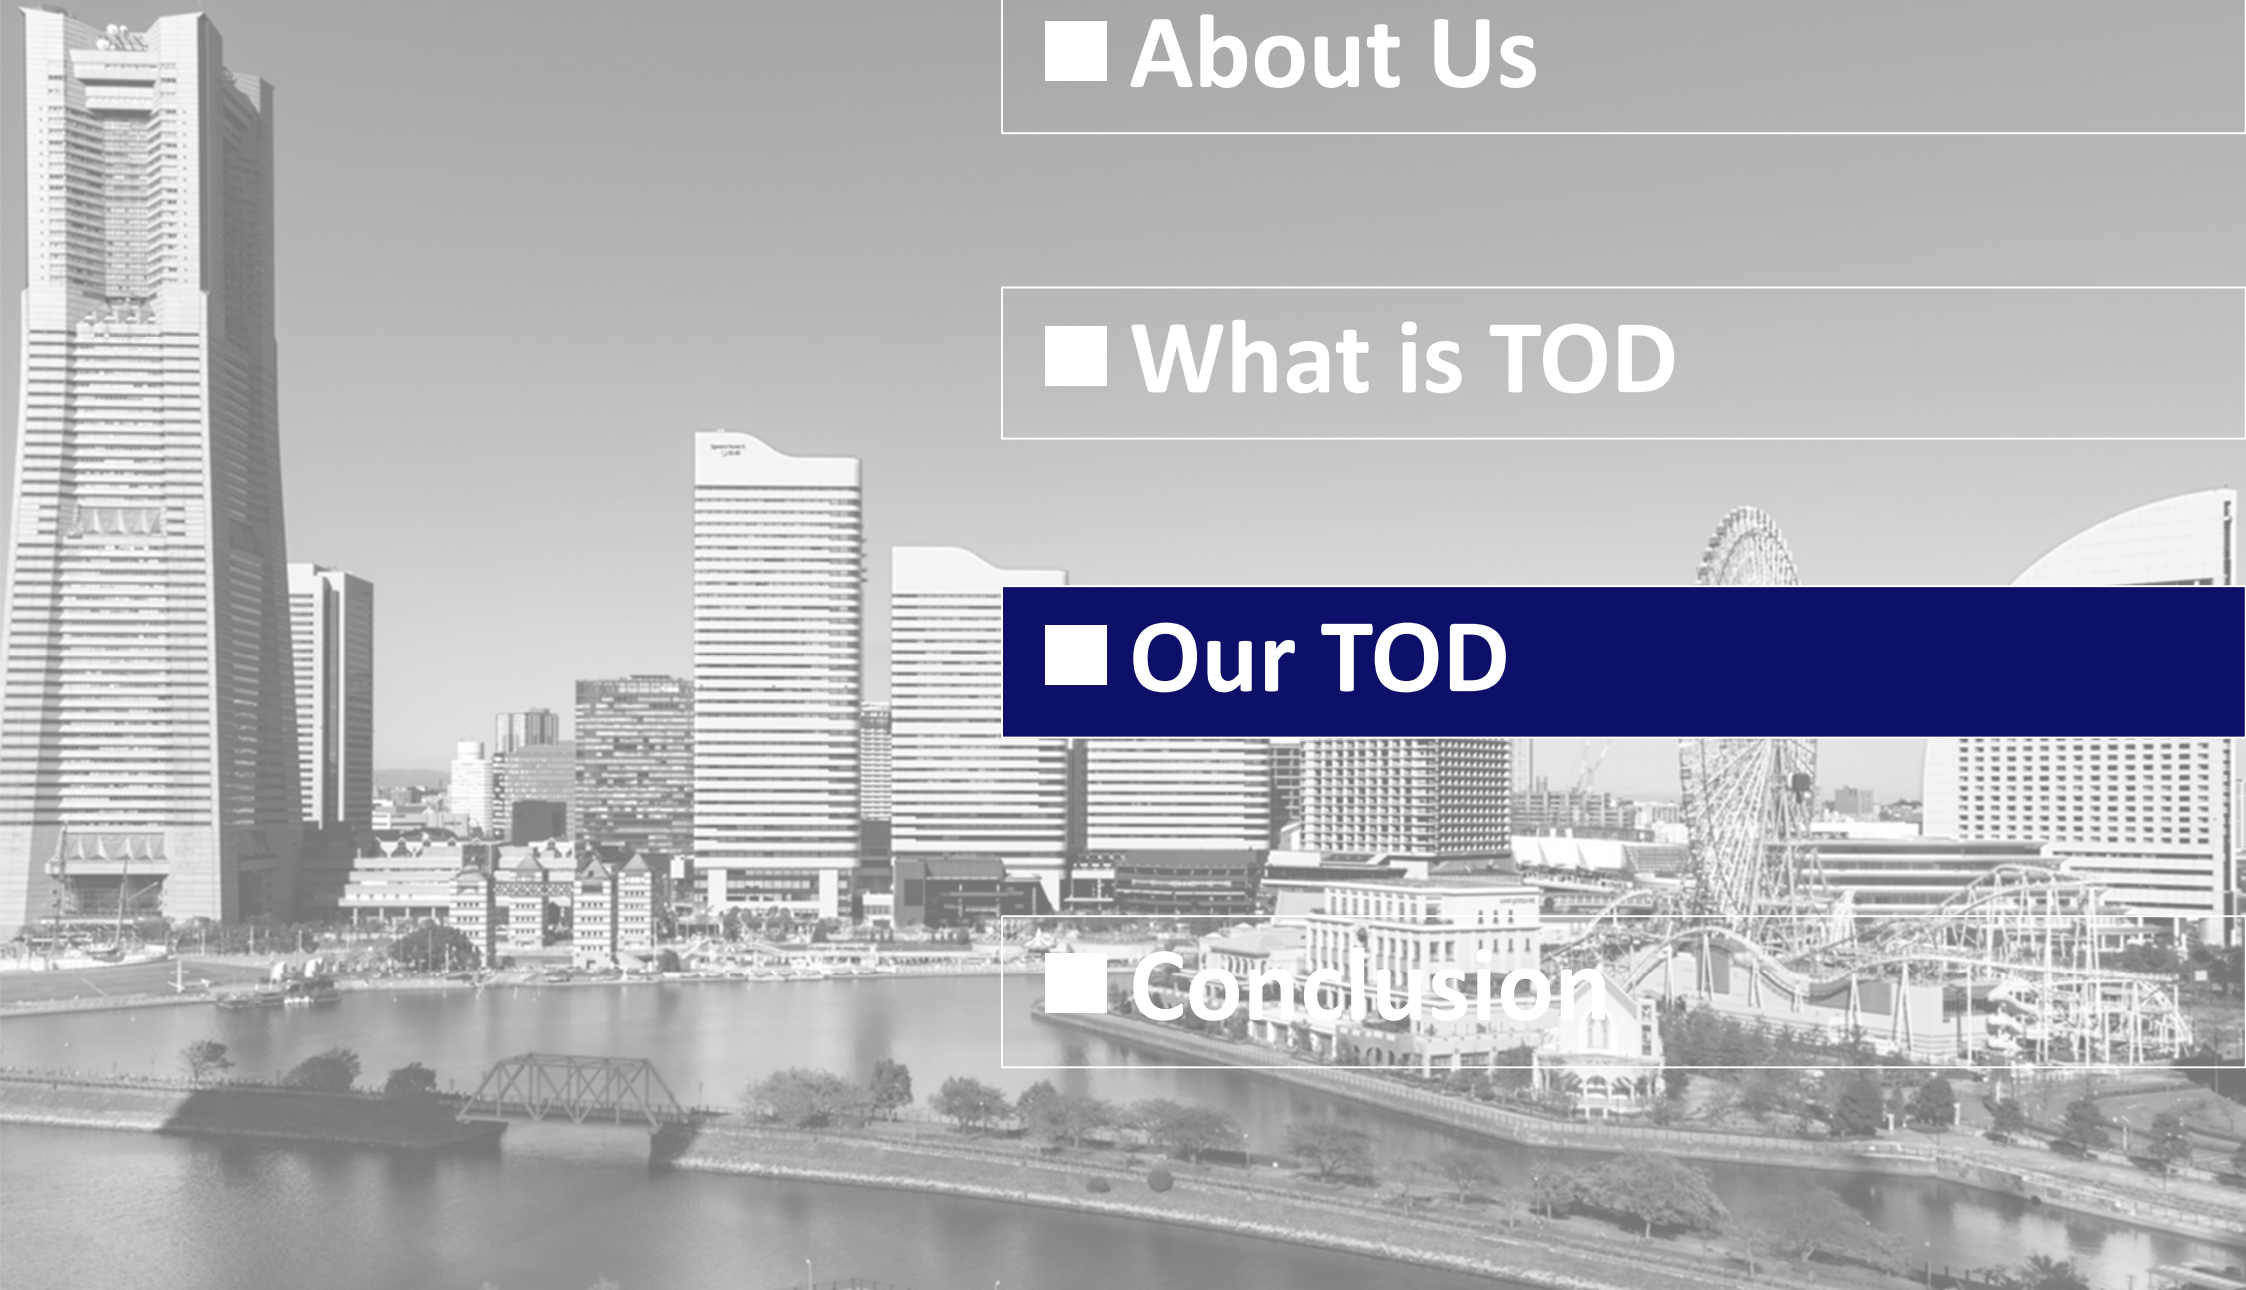 ■ About Us
■ What is TOD
■ Our TOD
■ Conclusion